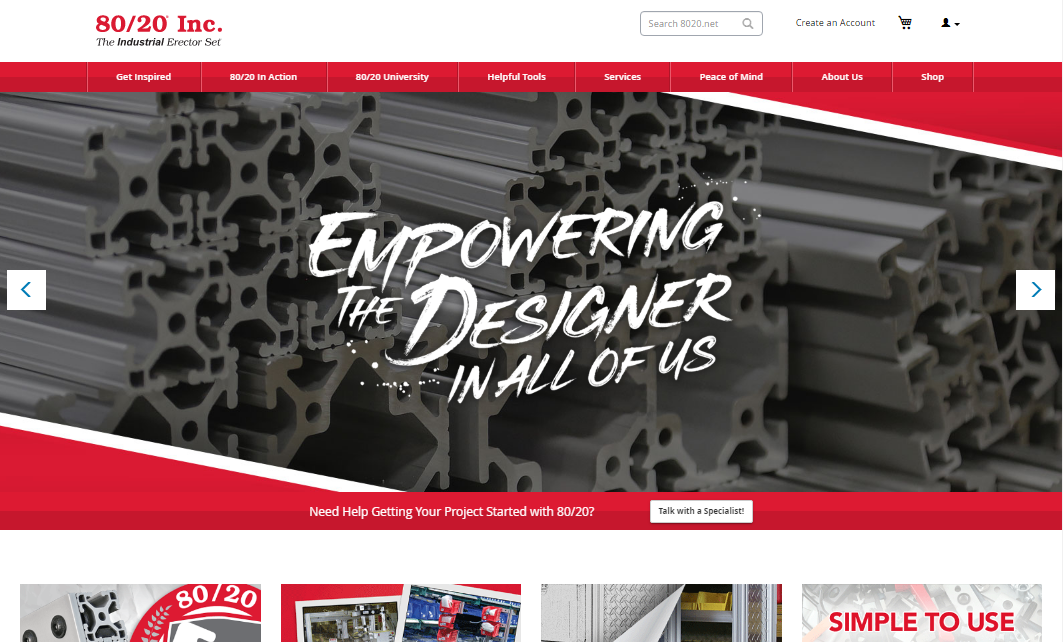 80/20® Inc.
The Industrial Erector Set
Search 8020.net
Create an Account
Get Inspired
80/20 In Action
80/20 University
Helpful Tools
Services
Peace of Mind
About Us
Shop
EMPOWERING
THE DESIGNER
IN ALL OF US
Need Help Getting Your Project Started with 80/20?
Talk with a Specialist!
80/20
SIMPLE TO USE